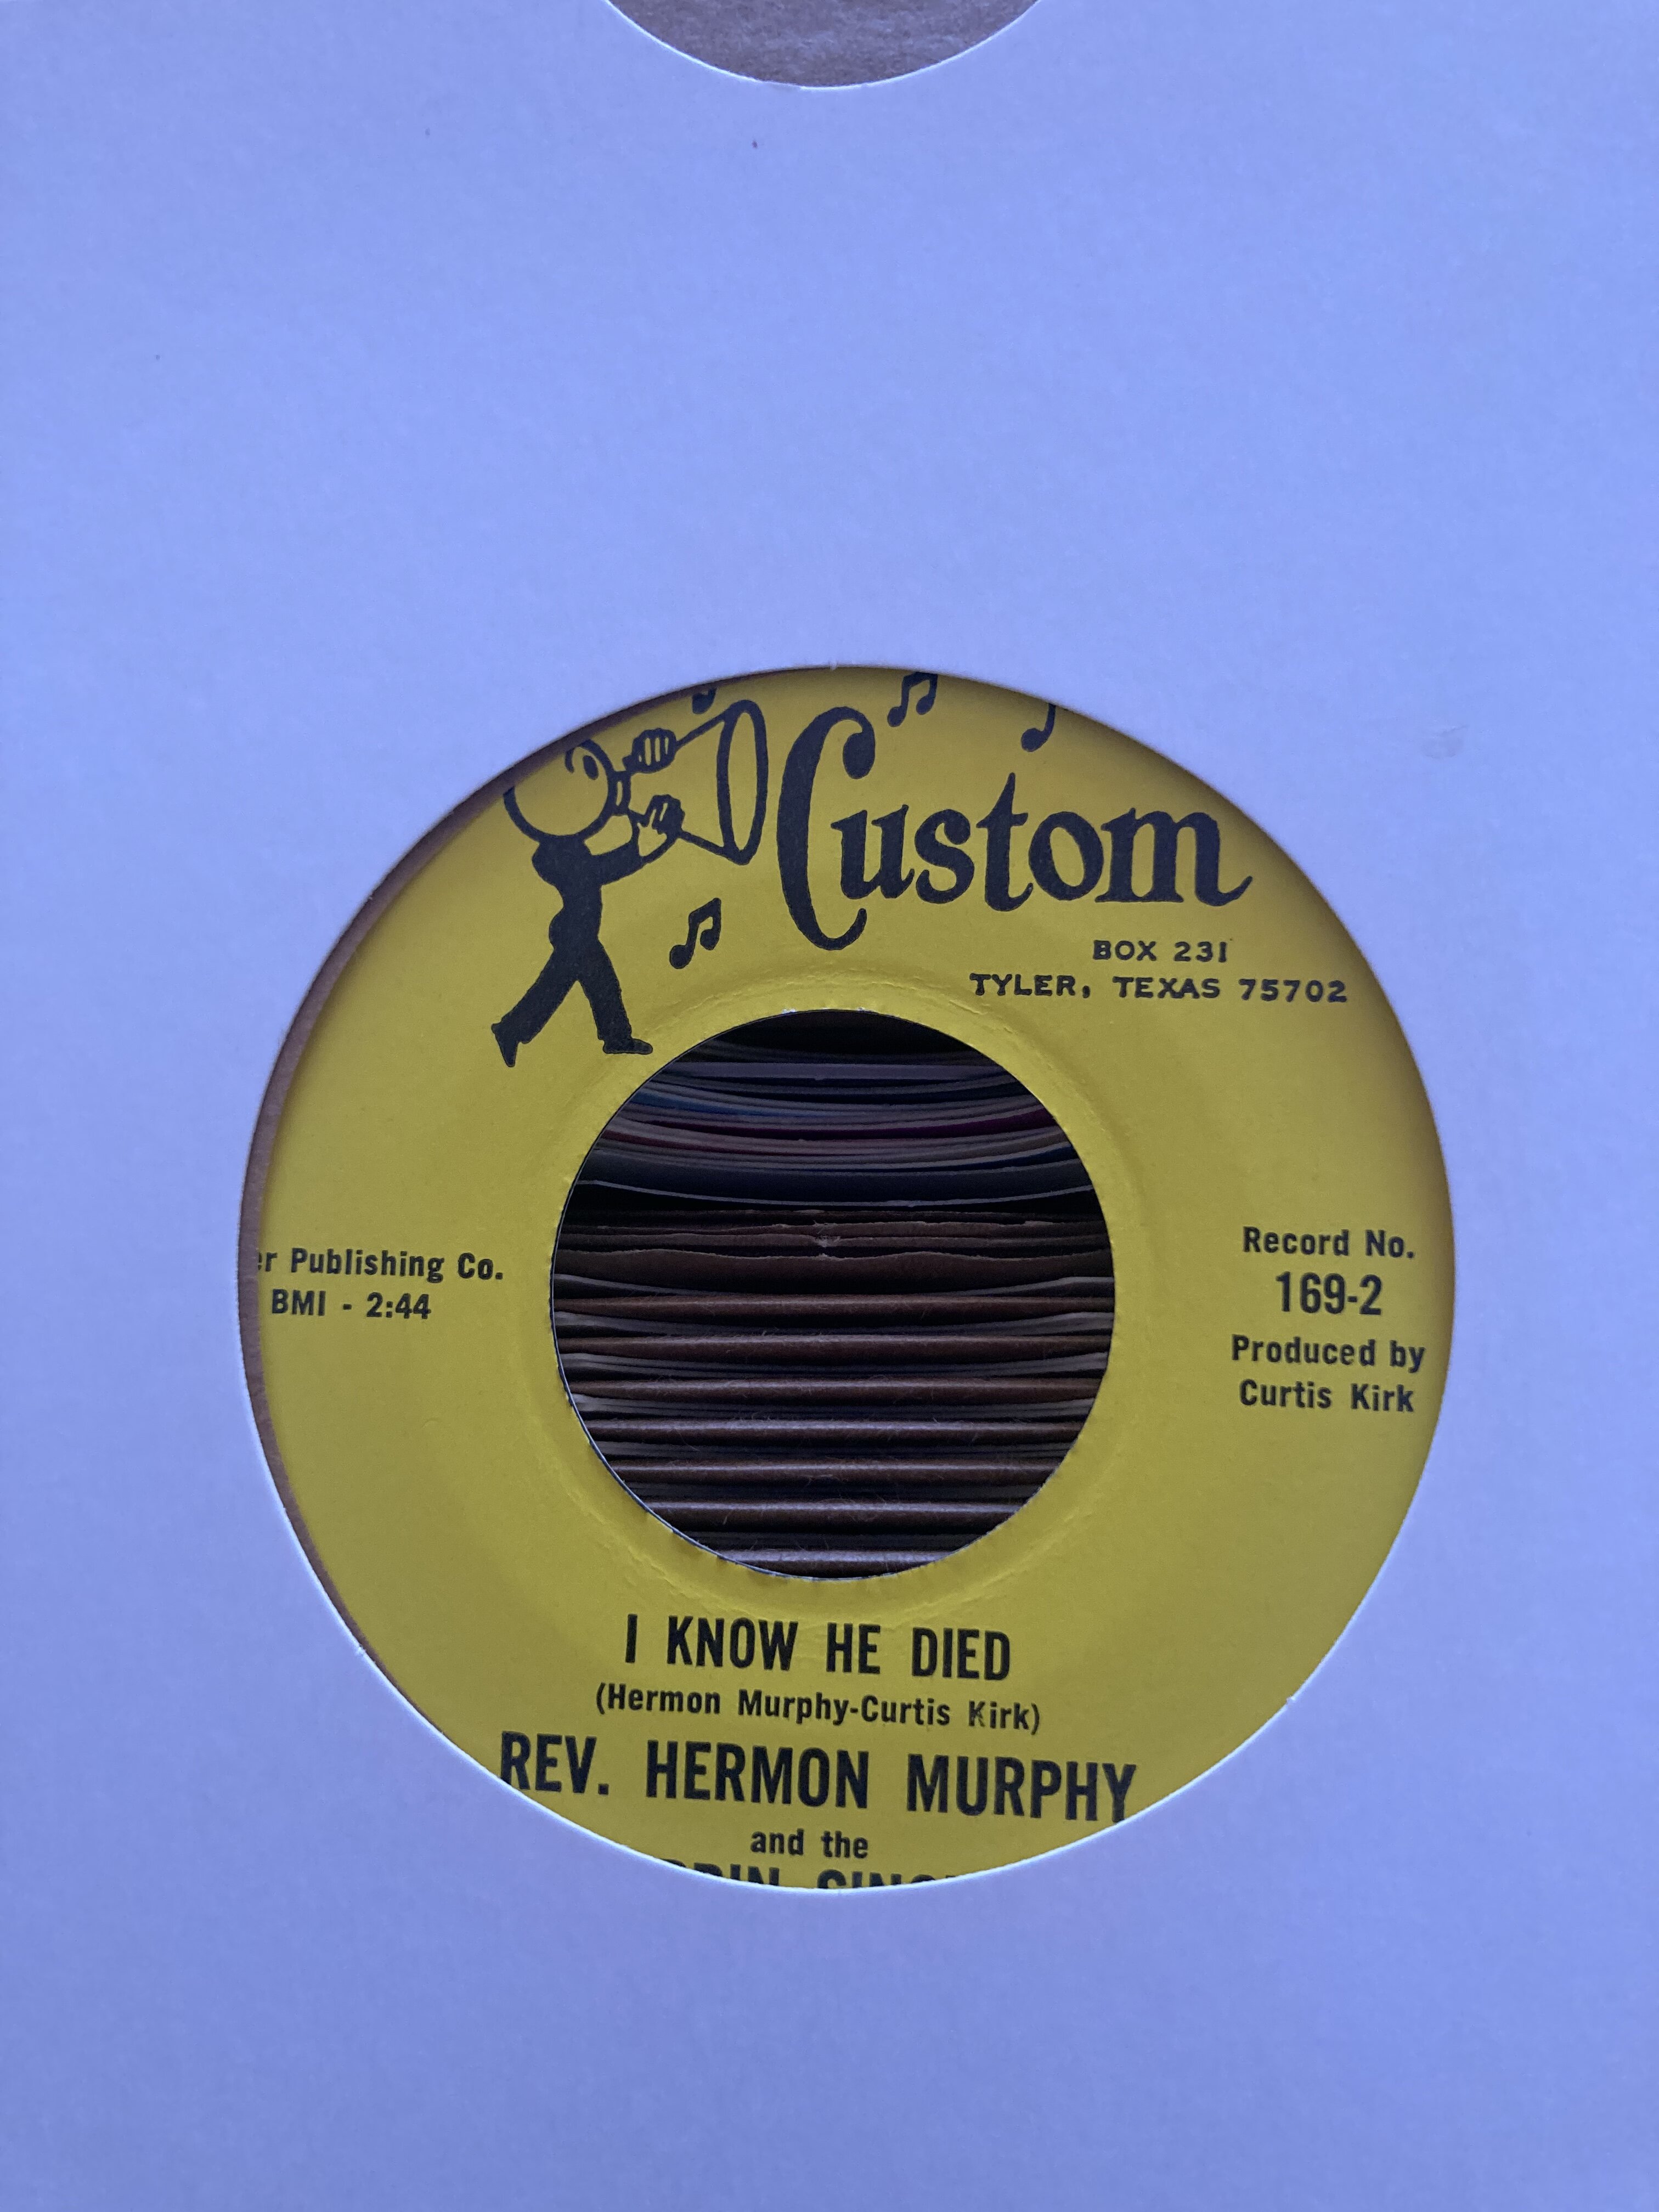 Custom
BOX 231
TYLER, TEXAS 75702
Publishing Co.
BMI - 2:44
Record No.
169-2
Produced by
Curtis Kirk
I KNOW HE DIED
(Hermon Murphy-Curtis Kirk)
REV. HERMON MURPHY
and the